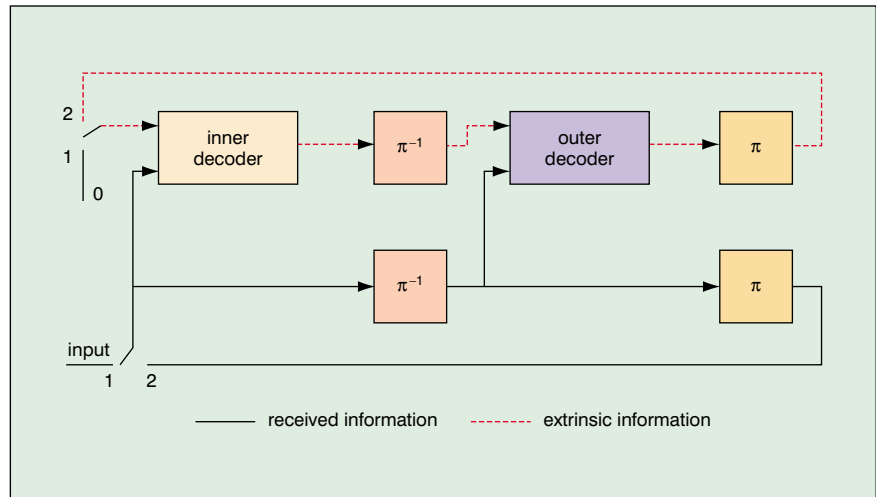 2
1
0
inner
decoder
π⁻¹
outer
decoder
π
π⁻¹
π
input
1 2
received information
extrinsic information